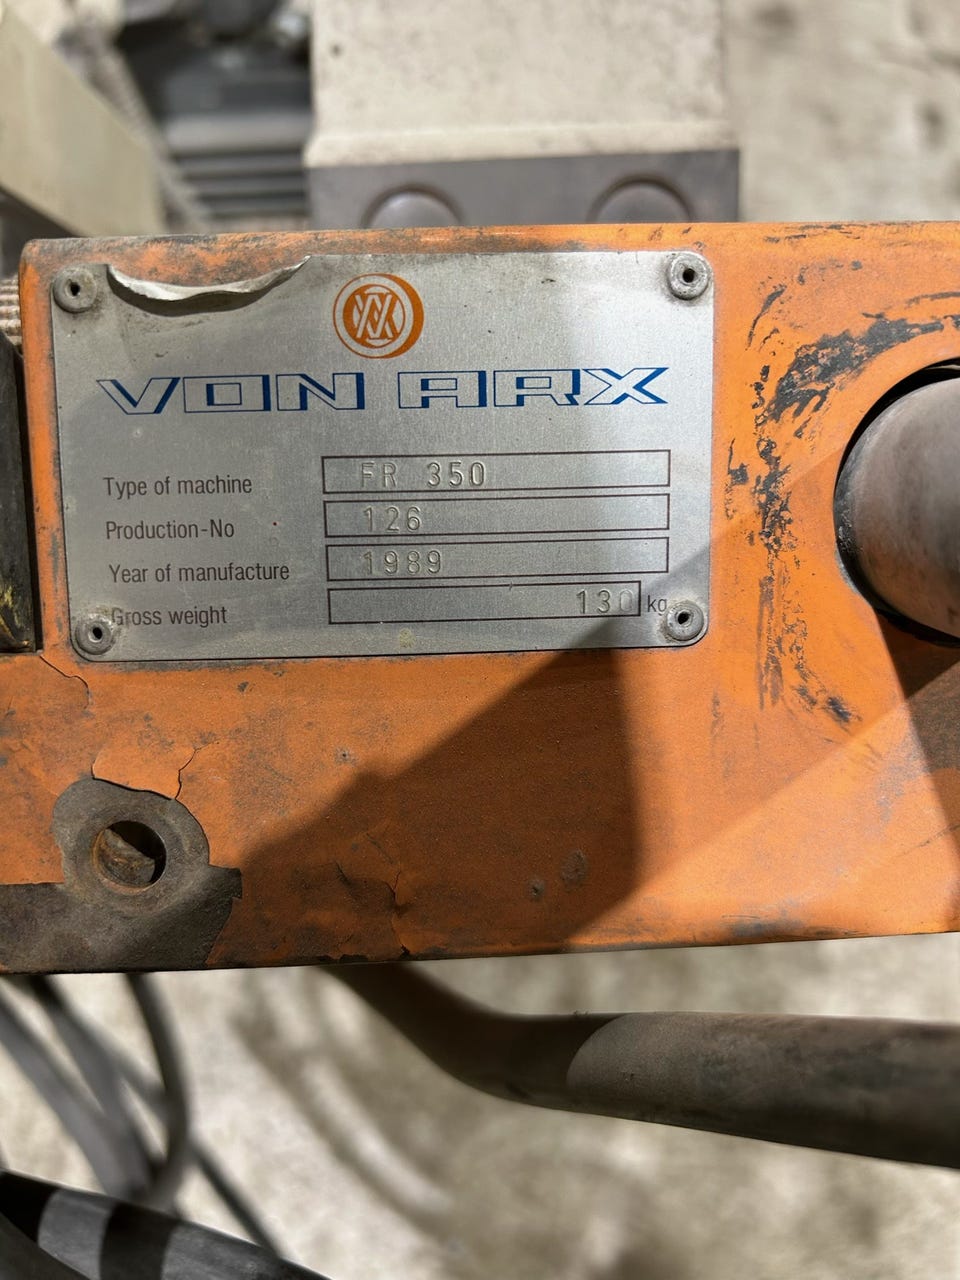 VON ARX
Type of machine FR 350
Production-No 126
Year of manufacture 1989
Gross weight 130 kg